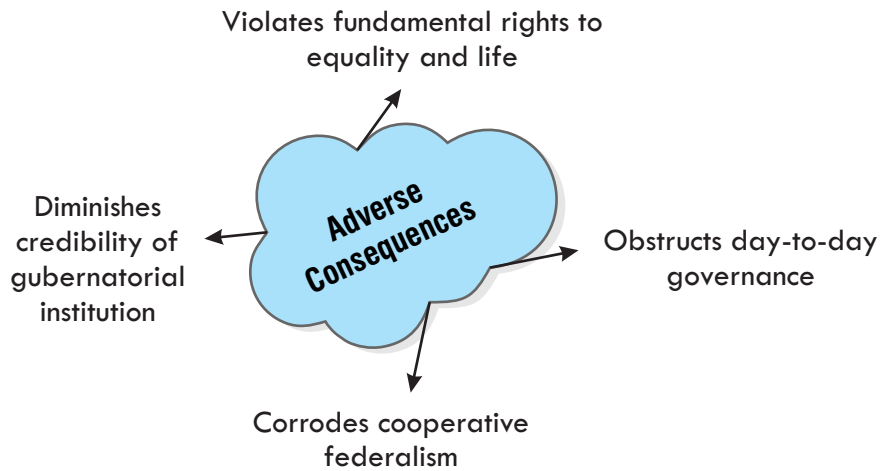 Violates fundamental rights to
equality and life
Adverse
Consequences
Diminishes
credibility of
gubernatorial
institution
Obstructs day-to-day
governance
Corrodes cooperative
federalism